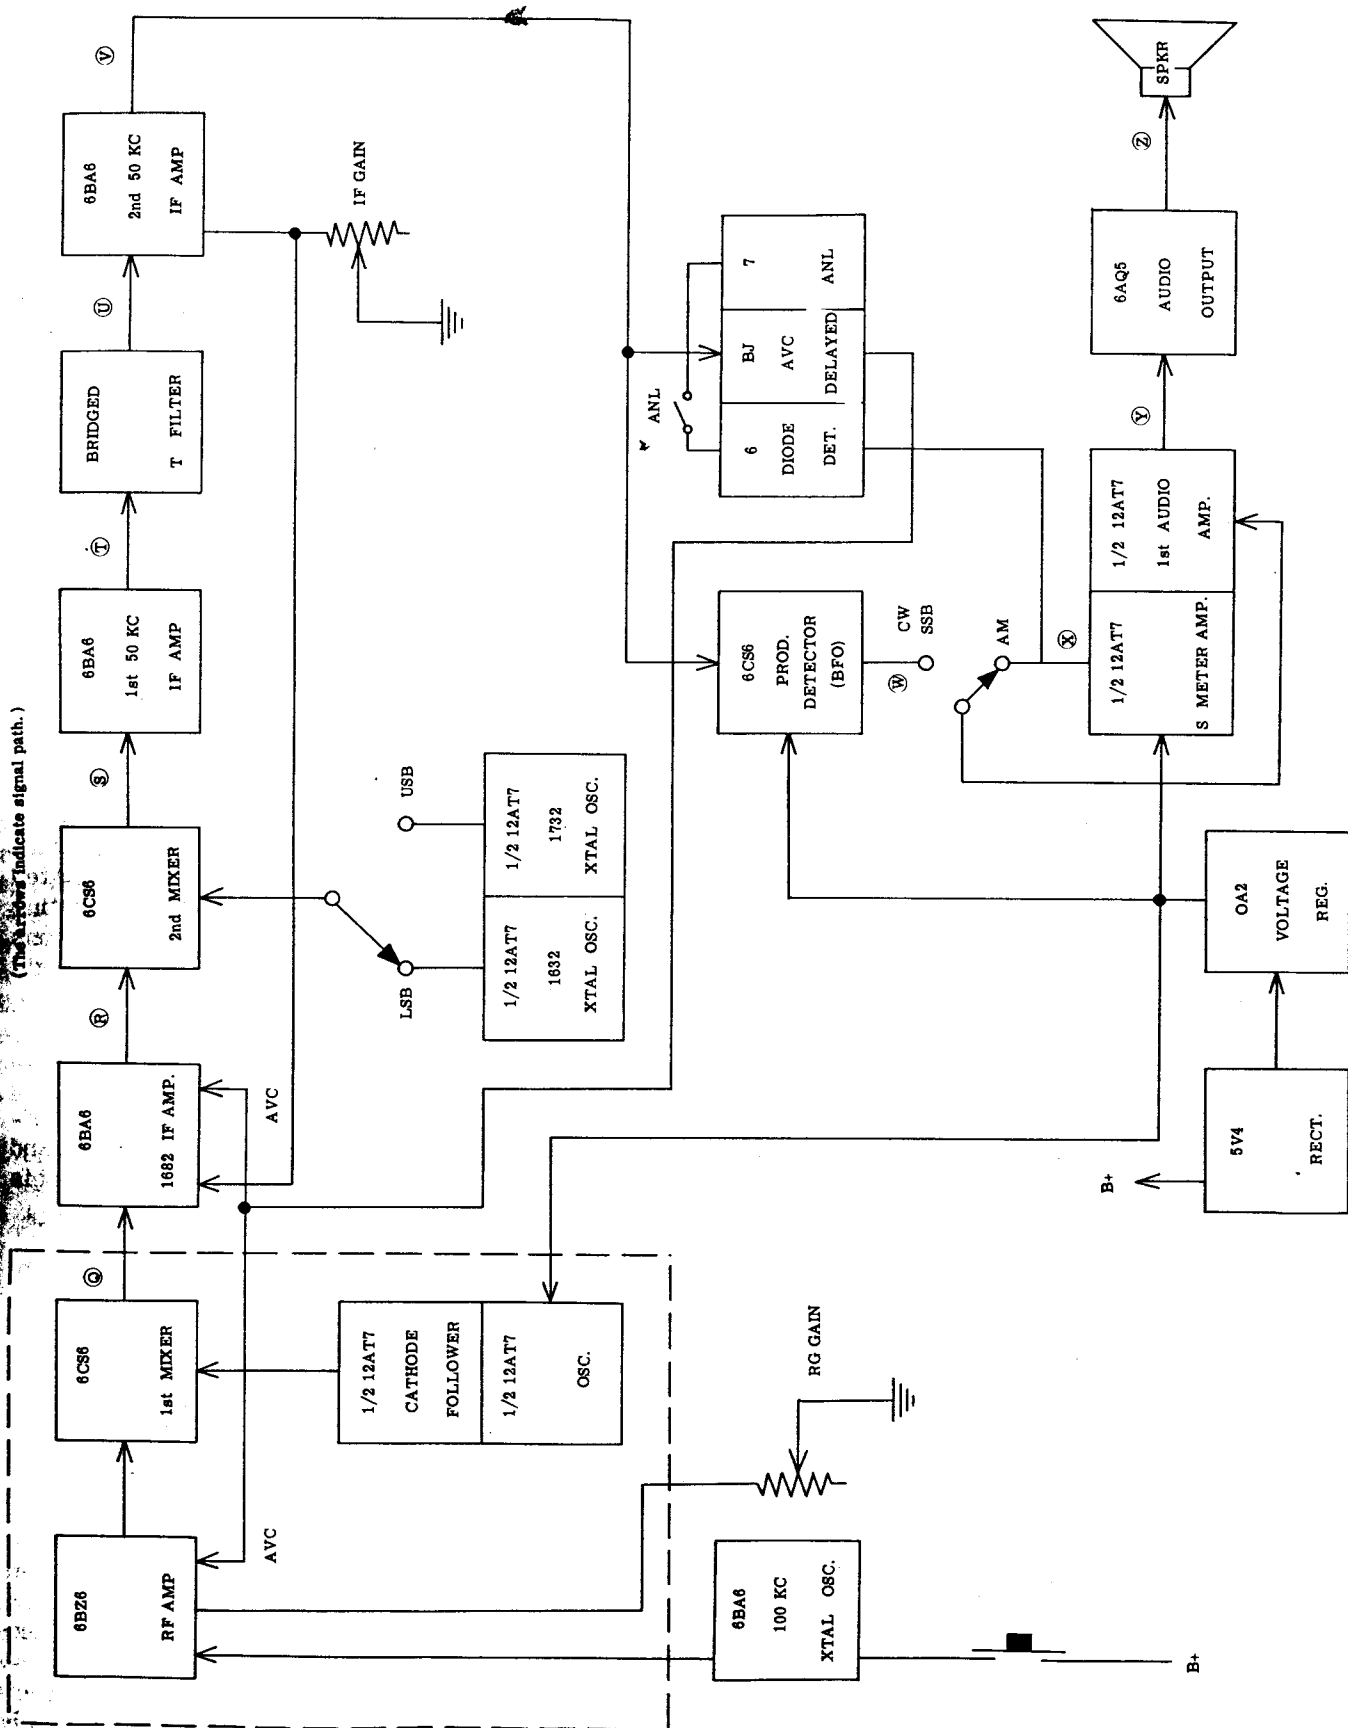 (The arrows indicate signal path.)
6BZ6
RF AMP
6CS6
1st MIXER
Q
6BA6
1682 IF AMP.
R
6CS6
2nd MIXER
S
6BA6
1st 50 KC
IF AMP
T
BRIDGED
T FILTER
U
6BA6
2nd 50 KC
IF AMP
V
AVC
AVC
IF GAIN
1/2 12AT7
CATHODE
FOLLOWER
1/2 12AT7
OSC.
LSB
USB
1/2 12AT7
1632
XTAL OSC.
1/2 12AT7
1732
XTAL OSC.
ANL
6
DIODE
DET.
BJ
AVC
DELAYED
7
ANL
6CS6
PROD.
DETECTOR
(BFO)
W
CW
SSB
AM
X
RG GAIN
6BA6
100 KC
XTAL OSC.
B+
1/2 12AT7
S METER AMP.
1/2 12AT7
1st AUDIO
AMP.
Y
6AQ5
AUDIO
OUTPUT
Z
SPKR
B+
5V4
RECT.
OA2
VOLTAGE
REG.